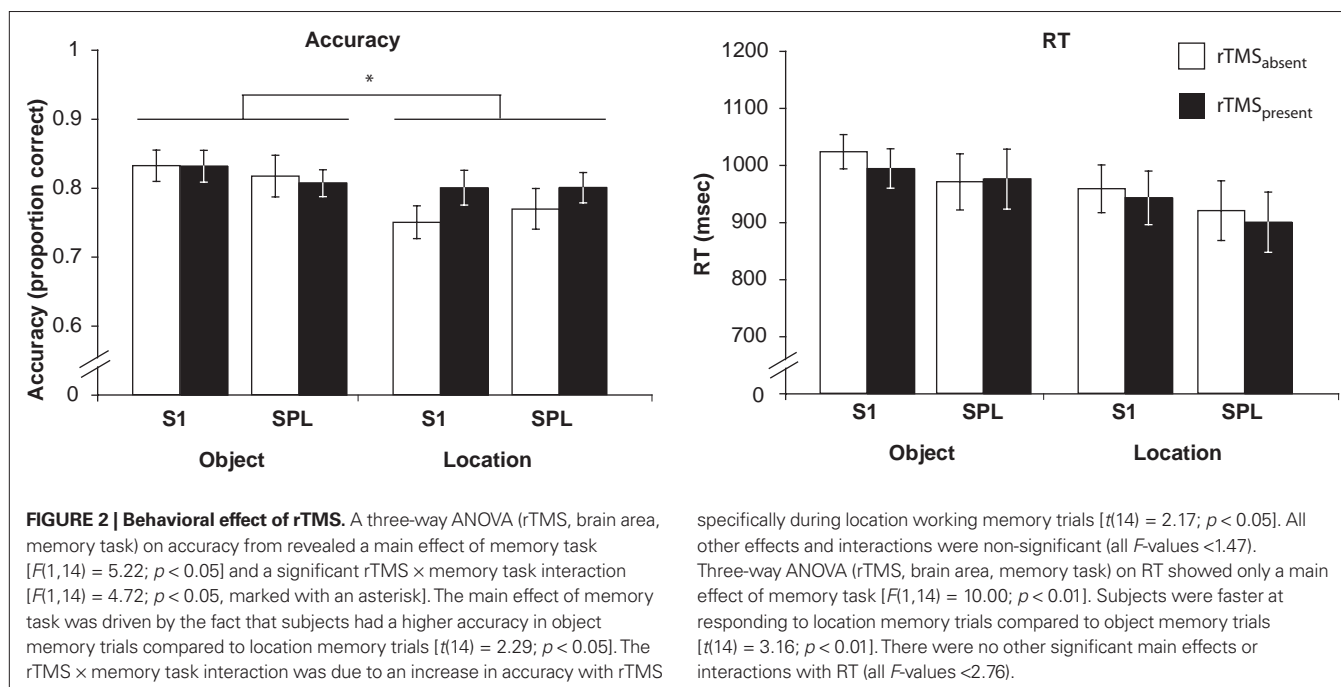 Accuracy
1
0.9
0.8
0.7
0.6
0
Accuracy (proportion correct)
*
S1
SPL
S1
SPL
Object
Location
RT
1200
1100
1000
900
800
700
0
RT (msec)
rTMSabsent
rTMSpresent
S1
SPL
S1
SPL
Object
Location
FIGURE 2 | Behavioral effect of rTMS. A three-way ANOVA (rTMS, brain area,
memory task) on accuracy from revealed a main effect of memory task
[F(1,14) = 5.22; p < 0.05] and a significant rTMS × memory task interaction
[F(1,14) = 4.72; p < 0.05, marked with an asterisk]. The main effect of memory
task was driven by the fact that subjects had a higher accuracy in object
memory trials compared to location memory trials [t(14) = 2.29; p < 0.05]. The
rTMS × memory task interaction was due to an increase in accuracy with rTMS
specifically during location working memory trials [t(14) = 2.17; p < 0.05]. All
other effects and interactions were non-significant (all F-values <1.47).
Three-way ANOVA (rTMS, brain area, memory task) on RT showed only a main
effect of memory task [F(1,14) = 10.00; p < 0.01]. Subjects were faster at
responding to location memory trials compared to object memory trials
[t(14) = 3.16; p < 0.01]. There were no other significant main effects or
interactions with RT (all F-values <2.76).